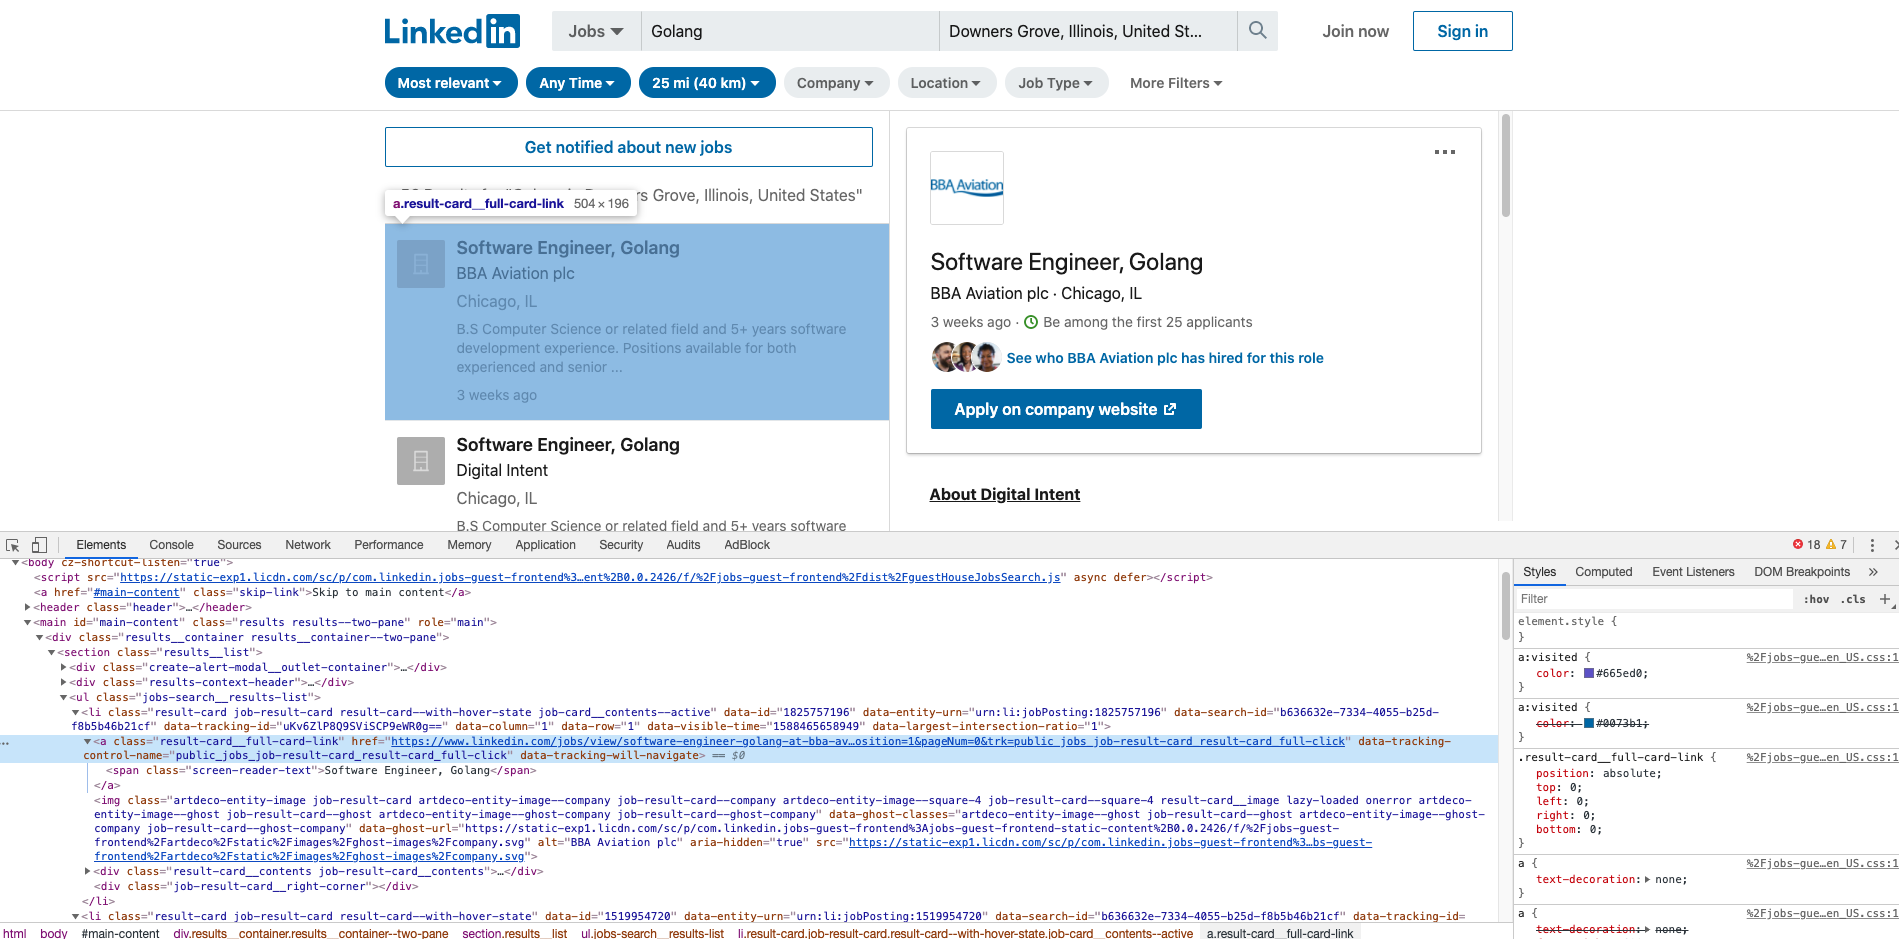 LinkedIn
Jobs
Golang
Downers Grove, Illinois, United St...
Join now
Sign in
Most relevant
Any Time
25 mi (40 km)
Company
Location
Job Type
More Filters
Get notified about new jobs
rs Grove, Illinois, United States"
a.result-card__full-card-link 504 × 196
Software Engineer, Golang
BBA Aviation plc
Chicago, IL
B.S Computer Science or related field and 5+ years software
development experience. Positions available for both
experienced and senior ...
3 weeks ago
Software Engineer, Golang
Digital Intent
Chicago, IL
B.S Computer Science or related field and 5+ years software
BBA Aviation
Software Engineer, Golang
BBA Aviation plc · Chicago, IL
3 weeks ago · Be among the first 25 applicants
See who BBA Aviation plc has hired for this role
Apply on company website
About Digital Intent
Elements Console Sources Network Performance Memory Application Security Audits AdBlock
18 7
<body cz-shortcut-listen="true">
<script src="https://static-exp1.licdn.com/sc/p/com.linkedin.jobs-guest-frontend%3…ent%2B0.0.2426/f/%2Fjobs-guest-frontend%2Fdist%2FguestHouseJobsSearch.js" async defer></script>
<a href="#main-content" class="skip-link">Skip to main content</a>
<header class="header">…</header>
<main id="main-content" class="results results--two-pane" role="main">
<div class="results__container results__container--two-pane">
<section class="results__list">
<div class="create-alert-modal__outlet-container">…</div>
<div class="results-context-header">…</div>
<ul class="jobs-search__results-list">
<li class="result-card job-result-card result-card--with-hover-state job-card__contents--active" data-id="1825757196" data-entity-urn="urn:li:jobPosting:1825757196" data-search-id="b636632e-7334-4055-b25d-
f8b5b46b21cf" data-tracking-id="uKv6ZlP8Q9SViSCP9eWR0g==" data-column="1" data-row="1" data-visible-time="1588465658949" data-largest-intersection-ratio="1">
<a class="result-card__full-card-link" href="https://www.linkedin.com/jobs/view/software-engineer-golang-at-bba-av…osition=1&pageNum=0&trk=public_jobs_job-result-card_result-card_full-click" data-tracking-
control-name="public_jobs_job-result-card_result-card_full-click" data-tracking-will-navigate> == $0
<span class="screen-reader-text">Software Engineer, Golang</span>
</a>
<img class="artdeco-entity-image job-result-card artdeco-entity-image--company job-result-card--company artdeco-entity-image--square-4 job-result-card--square-4 result-card__image lazy-loaded onerror artdeco-
entity-image--ghost job-result-card--ghost artdeco-entity-image--ghost-company job-result-card--ghost-company" data-ghost-classes="artdeco-entity-image--ghost job-result-card--ghost artdeco-entity-image--ghost-
company job-result-card--ghost-company" data-ghost-url="https://static-exp1.licdn.com/sc/p/com.linkedin.jobs-guest-frontend%3Ajobs-guest-frontend-static-content%2B0.0.2426/f/%2Fjobs-guest-
frontend%2Fartdeco%2Fstatic%2Fimages%2Fghost-images%2Fcompany.svg" alt="BBA Aviation plc" aria-hidden="true" src="https://static-exp1.licdn.com/sc/p/com.linkedin.jobs-guest-frontend%3…bs-guest-
frontend%2Fartdeco%2Fstatic%2Fimages%2Fghost-images%2Fcompany.svg">
<div class="result-card__contents job-result-card__contents">…</div>
<div class="job-result-card__right-corner"></div>
</li>
<li class="result-card job-result-card result-card--with-hover-state" data-id="1519954720" data-entity-urn="urn:li:jobPosting:1519954720" data-search-id="b636632e-7334-4055-b25d-f8b5b46b21cf" data-tracking-id=
html body #main-content div.results__container.results__container--two-pane section.results__list ul.jobs-search__results-list li.result-card.job-result-card.result-card--with-hover-state.job-card__contents--active a.result-card__full-card-link
Styles Computed Event Listeners DOM Breakpoints »
Filter :hov .cls +
element.style {
}
a:visited { %2Fjobs-gue…en_US.css:1
color: #665ed0;
}
a:visited { %2Fjobs-gue…en_US.css:1
color: #0073b1;
}
.result-card__full-card-link { %2Fjobs-gue…en_US.css:1
position: absolute;
top: 0;
left: 0;
right: 0;
bottom: 0;
}
a { %2Fjobs-gue…en_US.css:1
text-decoration: none;
}
a { %2Fjobs-gue…en_US.css:1
text-decoration: none;